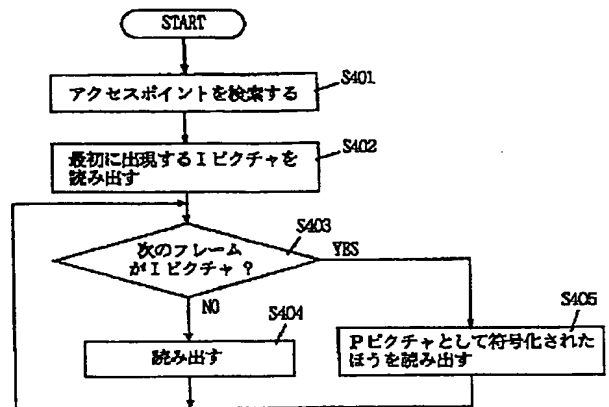 START
S401
アクセスポイントを検索する
S402
最初に出現するIピクチャを
読み出す
S403
次のフレーム
がIピクチャ?
YES
NO
S404
読み出す
S405
Pピクチャとして符号化された
ほうを読み出す